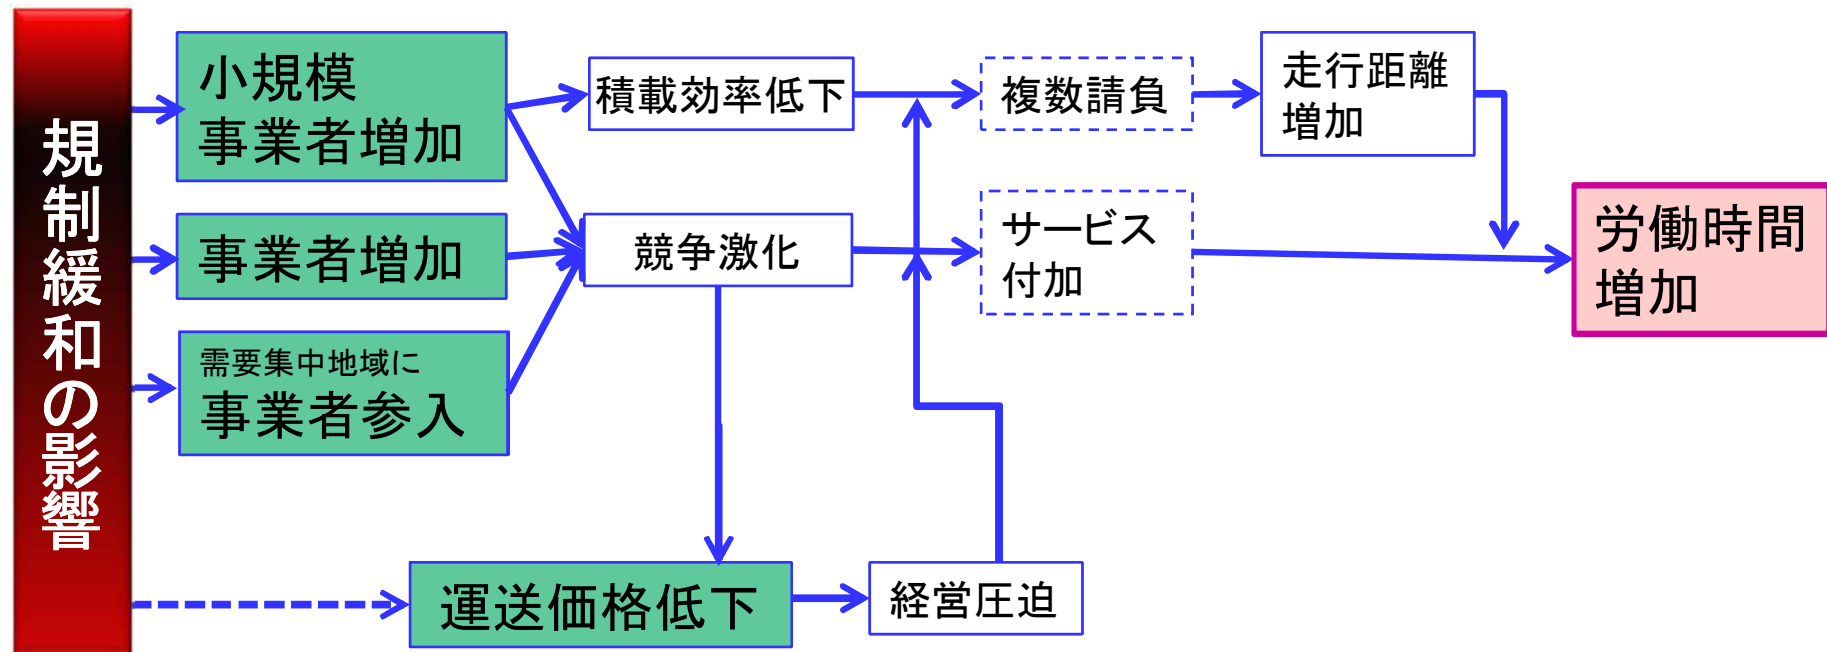 規制緩和の影響
小規模
事業者増加
積載効率低下
複数請負
走行距離
増加
事業者増加
競争激化
サービス
付加
労働時間
増加
需要集中地域に
事業者参入
運送価格低下
経営圧迫